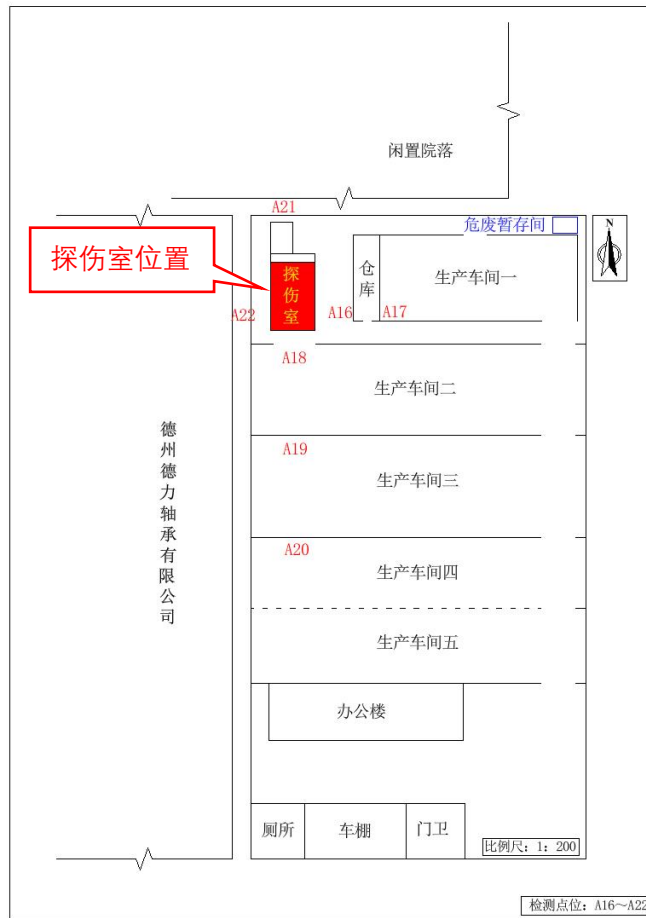 闲置院落
A21
危废暂存间
N
探伤室位置
探伤室
仓库
生产车间一
A22
A16
A17
A18
生产车间二
A19
生产车间三
德州德力轴承有限公司
A20
生产车间四
生产车间五
办公楼
厕所
车棚
门卫
比例尺：1：200
检测点位：A16～A22